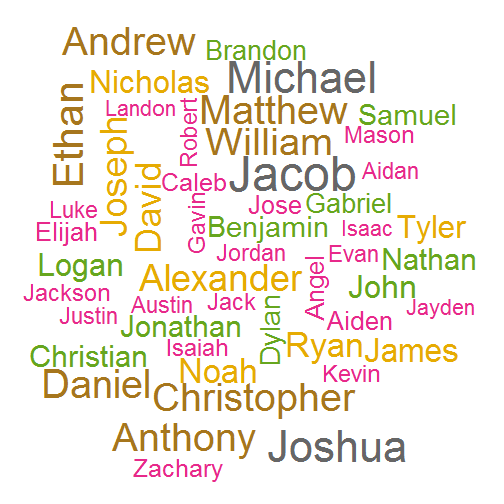 Andrew
Brandon
Michael
Nicholas
Ethan
Landon
Robert
Matthew
Samuel
Joseph
William
Mason
David
Caleb
Jacob
Aidan
Luke
Gavin
Jose
Gabriel
Elijah
Benjamin
Isaac
Tyler
Logan
Jordan
Evan
Nathan
Alexander
Angel
John
Jackson
Austin
Jack
Jayden
Justin
Jonathan
Dylan
Aiden
Christian
Isaiah
Ryan
James
Daniel
Noah
Kevin
Christopher
Anthony
Joshua
Zachary